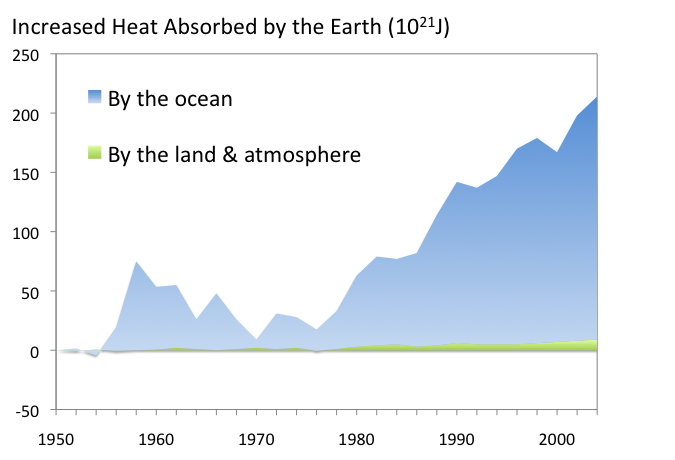 Increased Heat Absorbed by the Earth (10²¹J)
250
By the ocean
200
By the land & atmosphere
150
100
50
0
-50
1950 1960 1970 1980 1990 2000